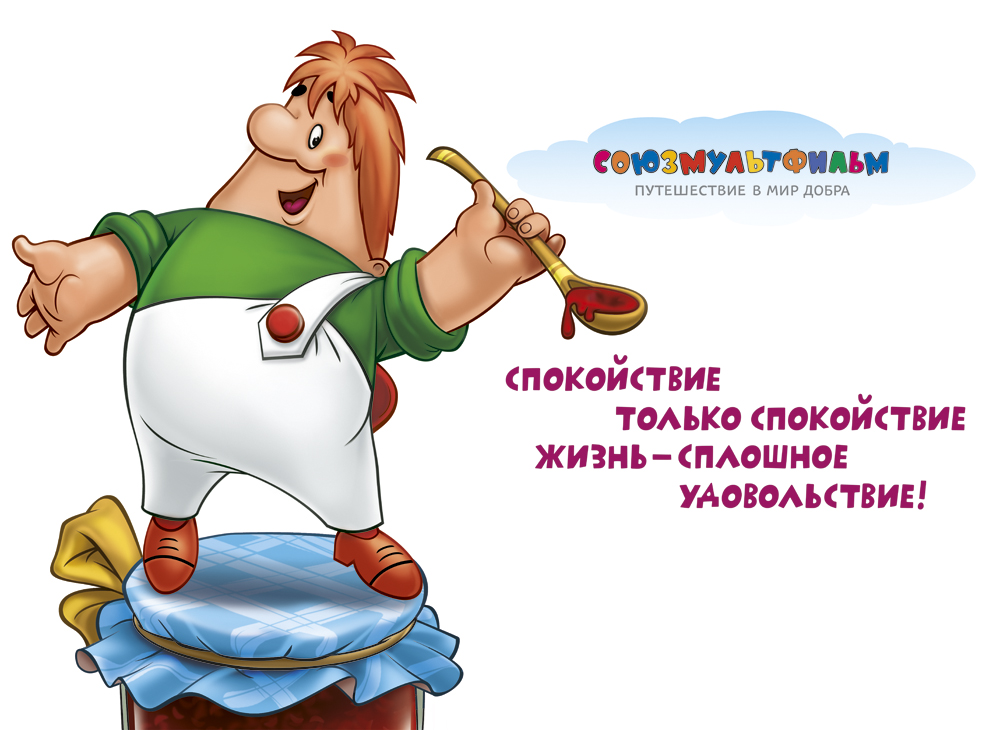 СОЮЗМУЛЬТФИЛЬМ
ПУТЕШЕСТВИЕ В МИР ДОБРА
СПОКОЙСТВИЕ
ТОЛЬКО СПОКОЙСТВИЕ
ЖИЗНЬ – СПЛОШНОЕ
УДОВОЛЬСТВИЕ!